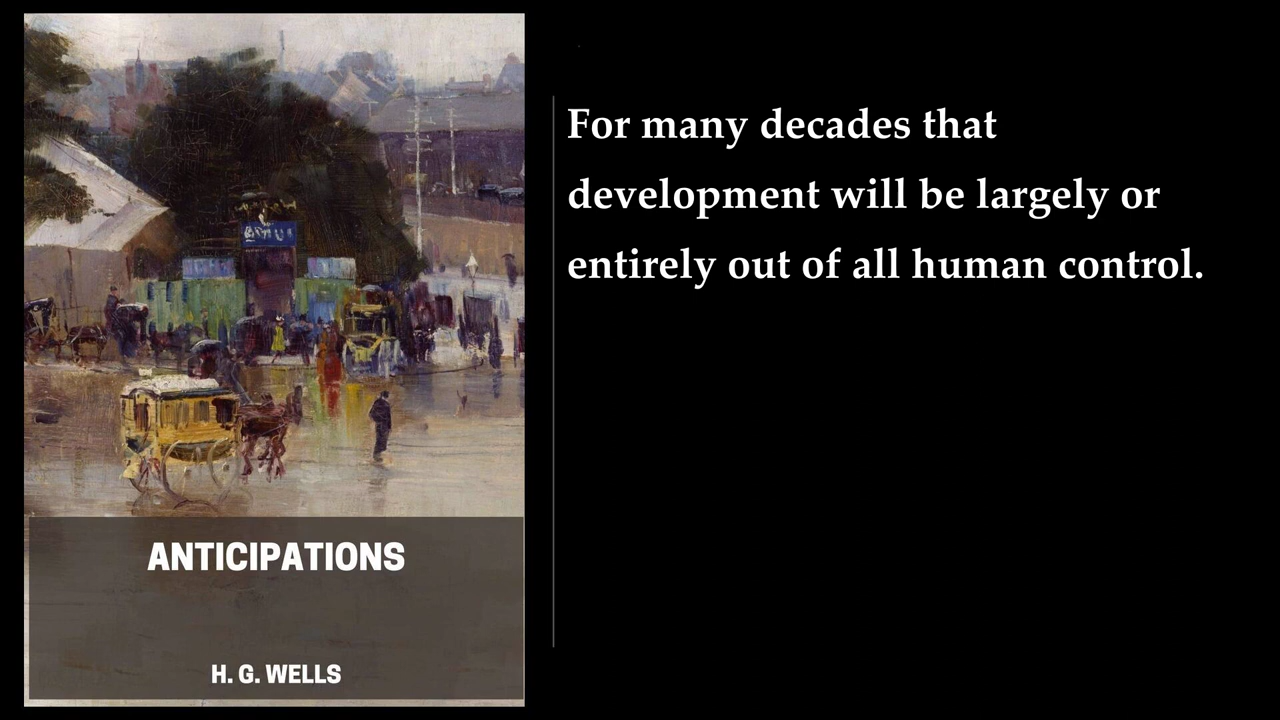 ANTICIPATIONS
H. G. WELLS
For many decades that
development will be largely or
entirely out of all human control.